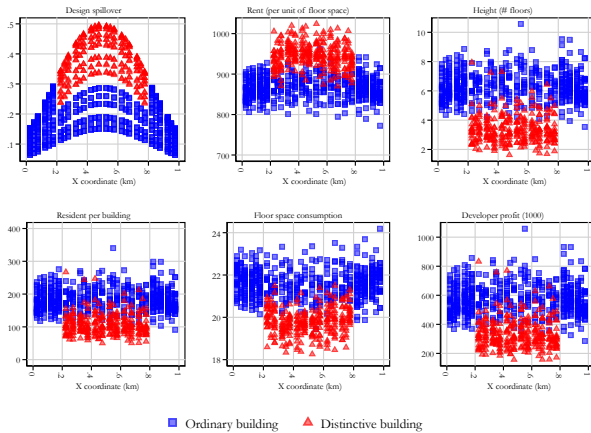 Design spillover
.5
.4
.3
.2
.1
0 .2 .4 .6 .8 1
X coordinate (km)
Rent (per unit of floor space)
1000
900
800
700
0 .2 .4 .6 .8 1
X coordinate (km)
Height (# floors)
10
8
6
4
2
0 .2 .4 .6 .8 1
X coordinate (km)
Resident per building
400
300
200
100
0
0 .2 .4 .6 .8 1
X coordinate (km)
Floor space consumption
24
22
20
18
0 .2 .4 .6 .8 1
X coordinate (km)
Developer profit (1000)
1000
800
600
400
200
0 .2 .4 .6 .8 1
X coordinate (km)
Ordinary building Distinctive building